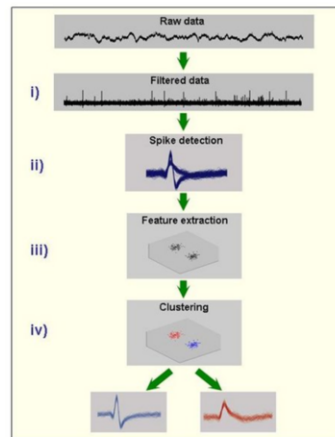 Raw data
i)
Filtered data
ii)
Spike detection
iii)
Feature extraction
iv)
Clustering